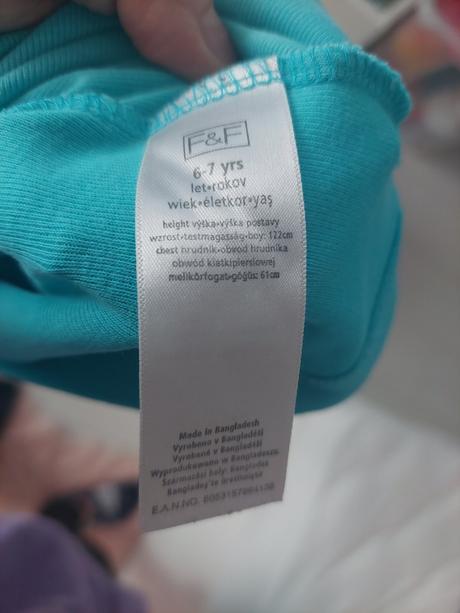 F&F
6-7 yrs
let•rokov
wiek•életkor•yaş
height výška•výška postavy
wzrost•testmagasság•boy: 122cm
chest hrudník•obvod hrudníka
obwód klatki piersiowej
mellkörfogat•göğüs: 61cm
Made in Bangladesh
Vyrobeno v Bangladéši
Vyrobené v Bangladéši
Wyprodukowano w Bangladeszu
Származási hely: Banglades
Bangladeş'te üretilmiştir
E.A.N.NO.